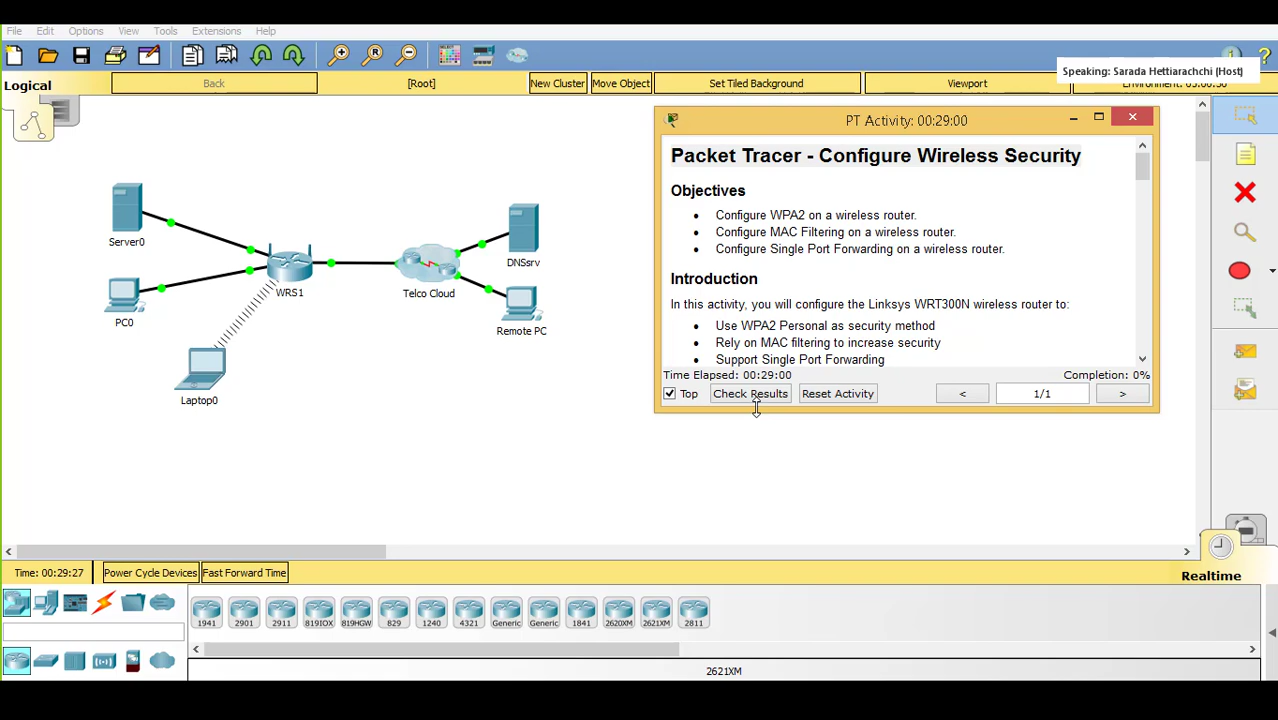 File Edit Options View Tools Extensions Help
Speaking: Sarada Hettiarachchi (Host)
Logical Back [Root] New Cluster Move Object Set Tiled Background Viewport
PT Activity: 00:29:00
Packet Tracer - Configure Wireless Security
Objectives
• Configure WPA2 on a wireless router.
• Configure MAC Filtering on a wireless router.
• Configure Single Port Forwarding on a wireless router.
Introduction
In this activity, you will configure the Linksys WRT300N wireless router to:
• Use WPA2 Personal as security method
• Rely on MAC filtering to increase security
• Support Single Port Forwarding
Time Elapsed: 00:29:00 Completion: 0%
Top Check Results Reset Activity < 1/1 >
Server0
DNSsrv
WRS1
Telco Cloud
PC0
Remote PC
Laptop0
Time: 00:29:27 Power Cycle Devices Fast Forward Time Realtime
1941 2901 2911 819IOX 819HGW 829 1240 4321 Generic Generic 1841 2620XM 2621XM 2811
2621XM